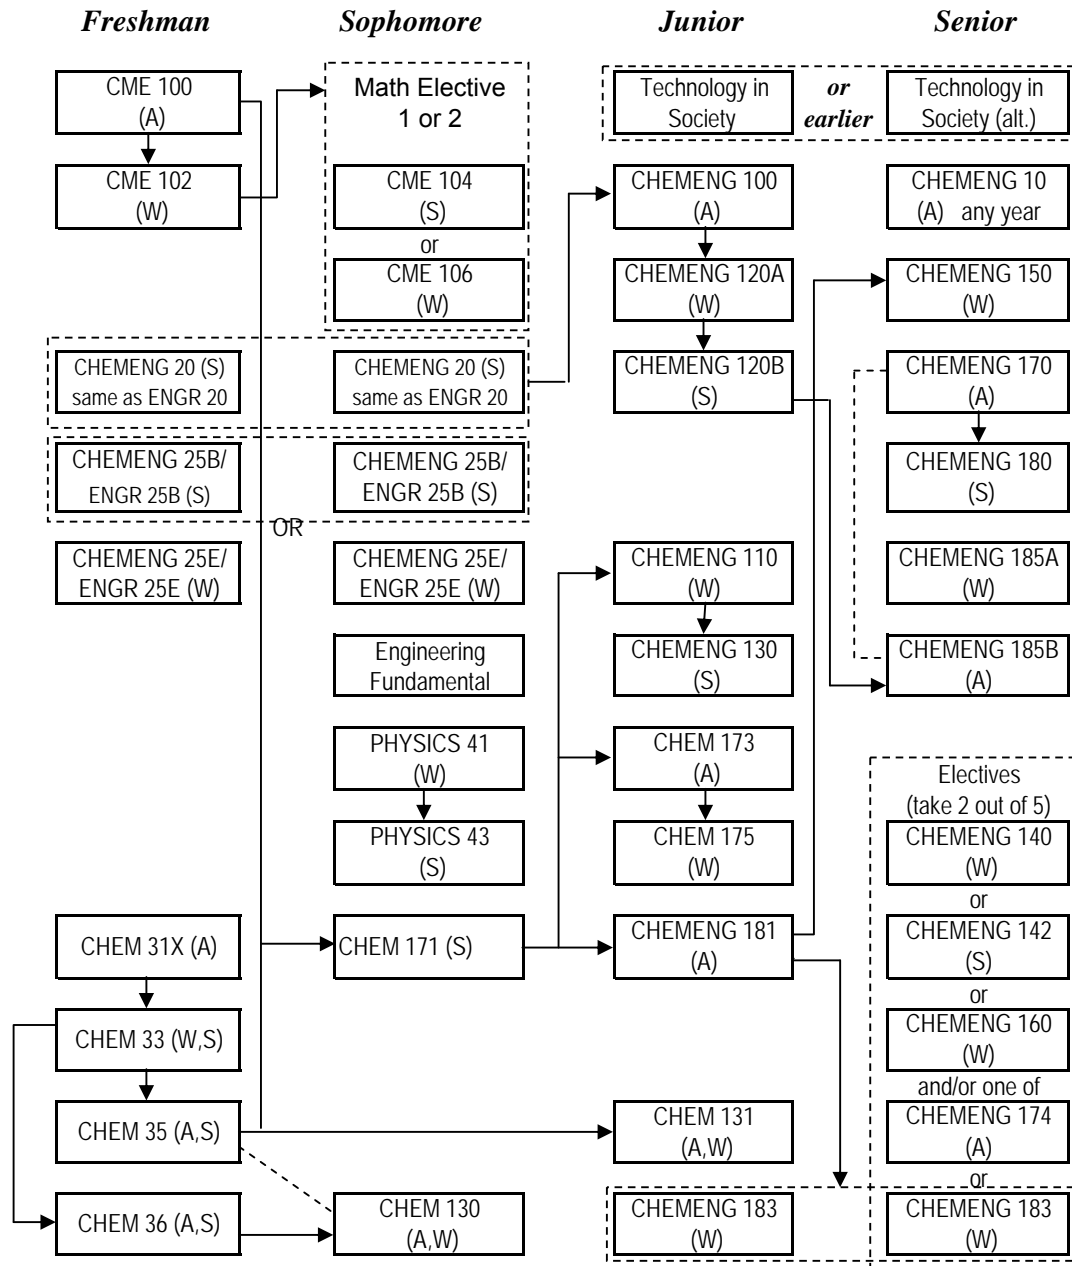 Freshman
Sophomore
Junior
Senior
CME 100
(A)
CME 102
(W)
Math Elective
1 or 2
CME 104
(S)
or
CME 106
(W)
Technology in
Society
or
earlier
Technology in
Society (alt.)
CHEMENG 100
(A)
CHEMENG 10
(A) any year
CHEMENG 120A
(W)
CHEMENG 150
(W)
CHEMENG 20 (S)
same as ENGR 20
CHEMENG 20 (S)
same as ENGR 20
CHEMENG 120B
(S)
CHEMENG 170
(A)
CHEMENG 25B/
ENGR 25B (S)
CHEMENG 25B/
ENGR 25B (S)
CHEMENG 180
(S)
OR
CHEMENG 25E/
ENGR 25E (W)
CHEMENG 25E/
ENGR 25E (W)
CHEMENG 110
(W)
CHEMENG 185A
(W)
Engineering
Fundamental
CHEMENG 130
(S)
CHEMENG 185B
(A)
PHYSICS 41
(W)
CHEM 173
(A)
PHYSICS 43
(S)
CHEM 175
(W)
Electives
(take 2 out of 5)
CHEMENG 140
(W)
or
CHEM 31X (A)
CHEM 171 (S)
CHEMENG 181
(A)
CHEMENG 142
(S)
or
CHEM 33 (W,S)
CHEMENG 160
(W)
and/or one of
CHEM 35 (A,S)
CHEM 131
(A,W)
CHEMENG 174
(A)
or
CHEM 36 (A,S)
CHEM 130
(A,W)
CHEMENG 183
(W)
CHEMENG 183
(W)